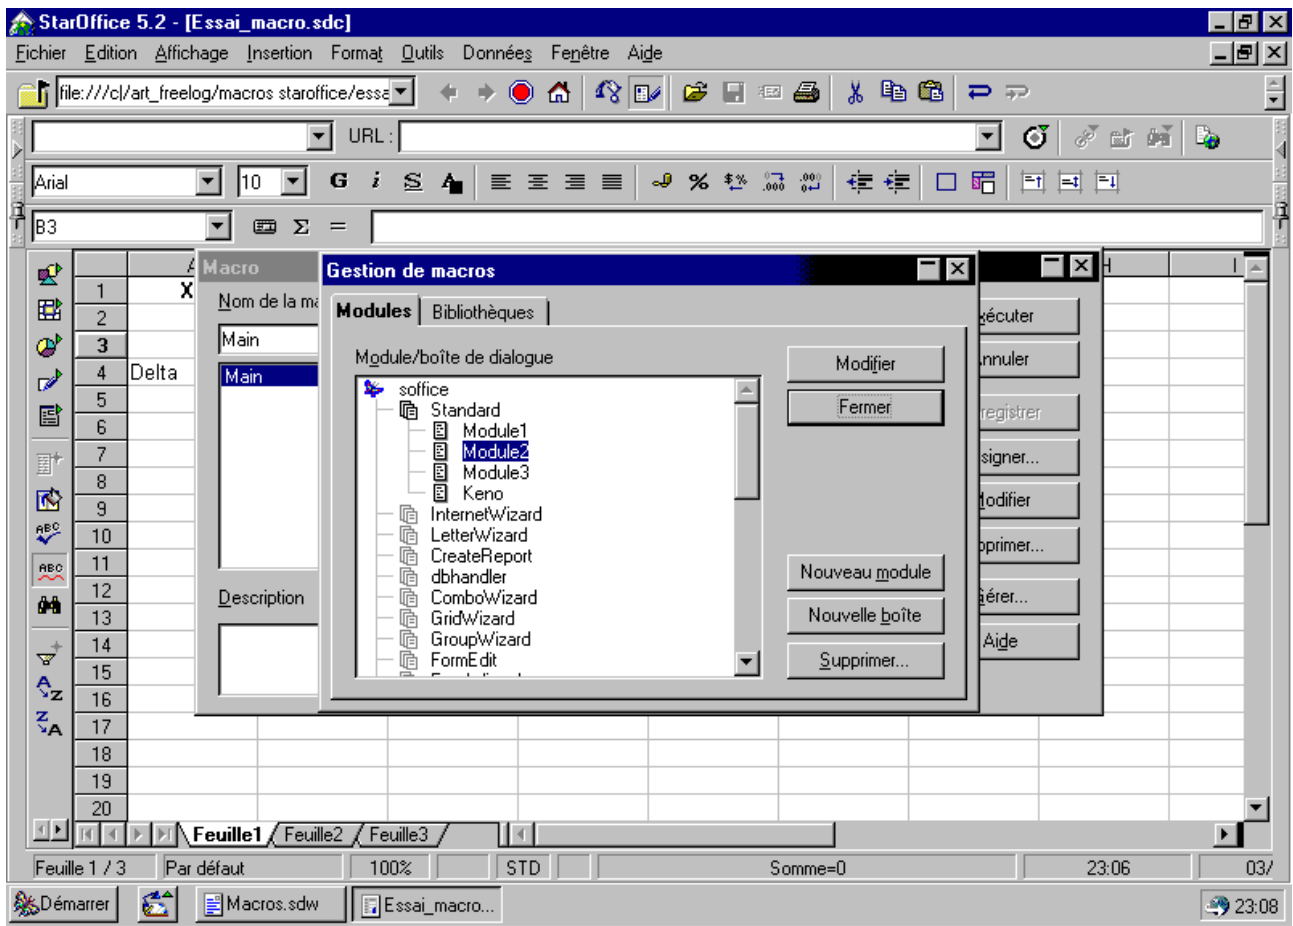 StarOffice 5.2 - [Essai_macro.sdc]
Fichier Edition Affichage Insertion Format Outils Données Fenêtre Aide
file:///c|/art_freelog/macros staroffice/essa
URL :
Arial 10 G i S A
B3 Σ =
Macro
Nom de la ma
Main
Main
Description
Gestion de macros
Modules Bibliothèques
Module/boîte de dialogue
soffice
Standard
Module1
Module2
Module3
Keno
InternetWizard
LetterWizard
CreateReport
dbhandler
ComboWizard
GridWizard
GroupWizard
FormEdit
Modifier
Fermer
Nouveau module
Nouvelle boîte
Supprimer...
xécuter
nnuler
registrer
signer...
Modifier
pprimer...
Gérer...
Aide
A H I
1 X
2
3
4 Delta
5
6
7
8
9
10
11
12
13
14
15
16
17
18
19
20
Feuille1 Feuille2 Feuille3
Feuille 1 / 3 Par défaut 100% STD Somme=0 23:06 03/
Démarrer Macros.sdw Essai_macro... 23:08